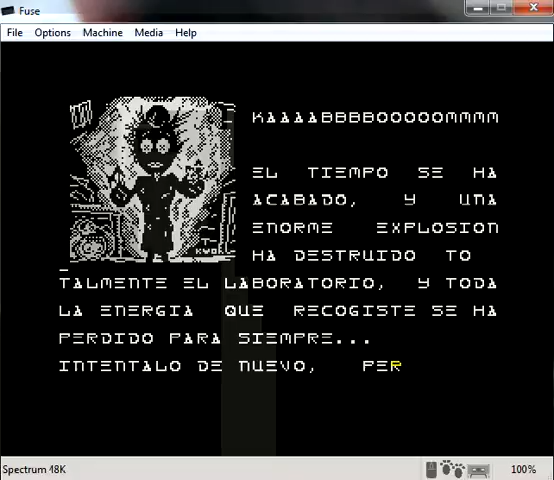 Fuse
File Options Machine Media Help
KAAAABBBBOOOOOMMMM
EL TIEMPO SE HA
ACABADO, Y UNA
ENORME EXPLOSION
HA DESTRUIDO TO
TALMENTE EL LABORATORIO, Y TODA
LA ENERGIA QUE RECOGISTE SE HA
PERDIDO PARA SIEMPRE...
INTENTALO DE NUEVO, PER
Spectrum 48K 100%